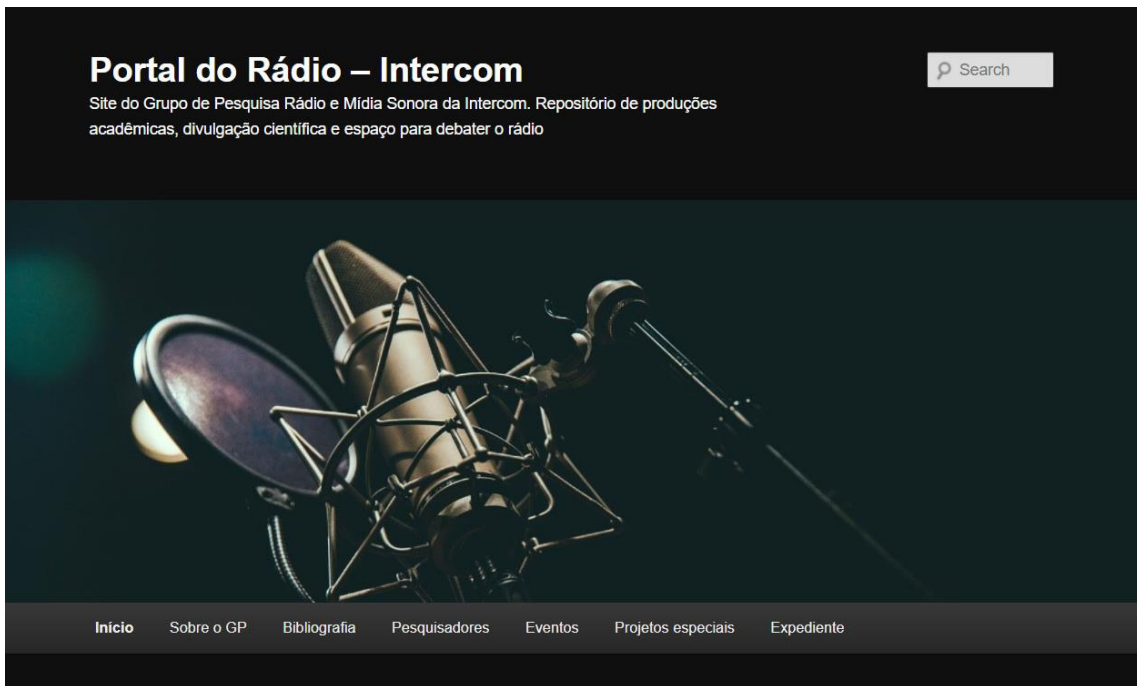 Portal do Rádio – Intercom
Search
Site do Grupo de Pesquisa Rádio e Mídia Sonora da Intercom. Repositório de produções
acadêmicas, divulgação científica e espaço para debater o rádio
Início Sobre o GP Bibliografia Pesquisadores Eventos Projetos especiais Expediente